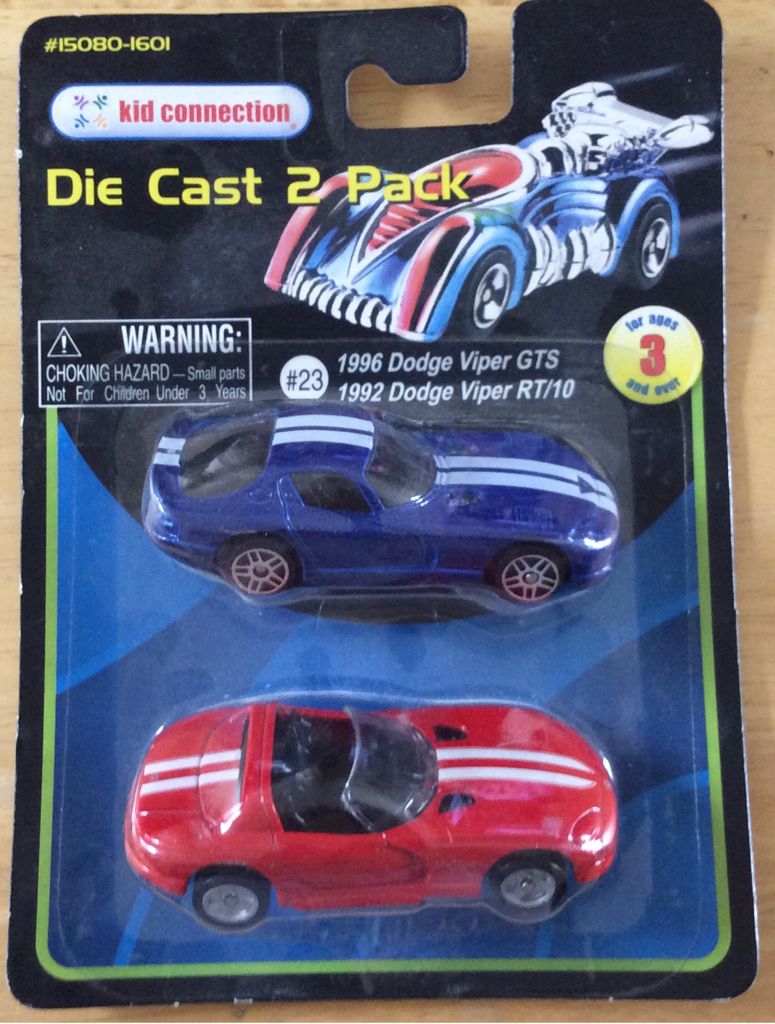 #15080-1601
kid connection
Die Cast 2 Pack
WARNING:
CHOKING HAZARD — Small parts
Not For Children Under 3 Years
#23
1996 Dodge Viper GTS
1992 Dodge Viper RT/10
for ages
3
and over